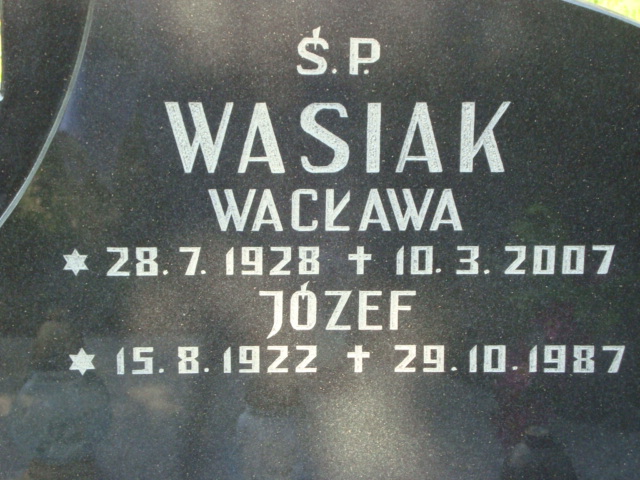 Ś.P.
WASIAK
WACŁAWA
✶ 28.7.1928 ✝ 10.3.2007
JÓZEF
✶ 15.8.1922 ✝ 29.10.1987